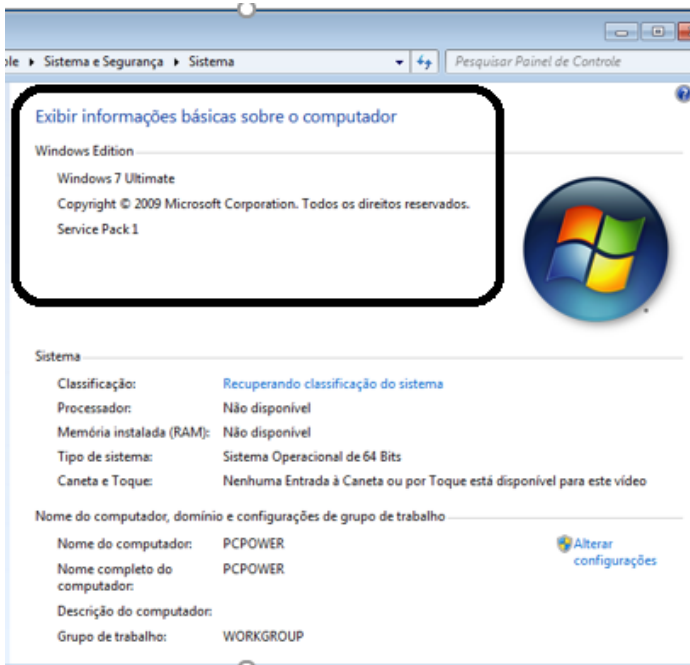 ole ▸ Sistema e Segurança ▸ Sistema
Pesquisar Painel de Controle
Exibir informações básicas sobre o computador
Windows Edition
Windows 7 Ultimate
Copyright © 2009 Microsoft Corporation. Todos os direitos reservados.
Service Pack 1
Sistema
Classificação: Recuperando classificação do sistema
Processador: Não disponível
Memória instalada (RAM): Não disponível
Tipo de sistema: Sistema Operacional de 64 Bits
Caneta e Toque: Nenhuma Entrada à Caneta ou por Toque está disponível para este vídeo
Nome do computador, domínio e configurações de grupo de trabalho
Nome do computador: PCPOWER
Alterar
configurações
Nome completo do
computador: PCPOWER
Descrição do computador:
Grupo de trabalho: WORKGROUP